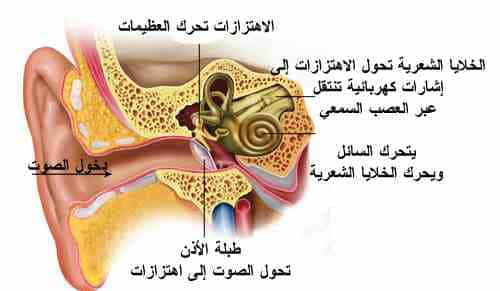 الاهتزازات تحرك العظيمات
الخلايا الشعرية تحول الاهتزازات إلى
إشارات كهربائية تنتقل
عبر العصب السمعي
يتحرك السائل
ويحرك الخلايا الشعرية
دخول الصوت
طبلة الأذن
تحول الصوت إلى اهتزازات